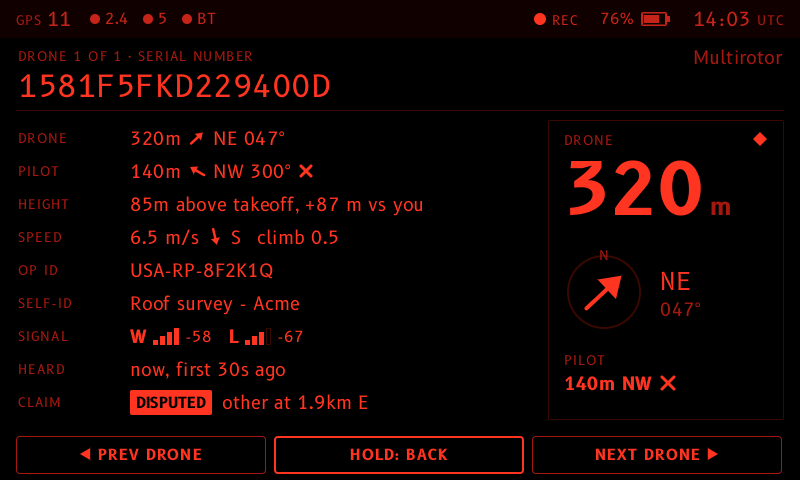 GPS 11 2.4 5 BT REC 76% 14:03 UTC
DRONE 1 OF 1 · SERIAL NUMBER
Multirotor
1581F5FKD229400D
DRONE 320m NE 047°
PILOT 140m NW 300°
HEIGHT 85m above takeoff, +87 m vs you
SPEED 6.5 m/s S climb 0.5
OP ID USA-RP-8F2K1Q
SELF-ID Roof survey - Acme
SIGNAL W -58 L -67
HEARD now, first 30s ago
CLAIM DISPUTED other at 1.9km E
DRONE
320 m
N
NE
047°
PILOT
140m NW
PREV DRONE
HOLD: BACK
NEXT DRONE